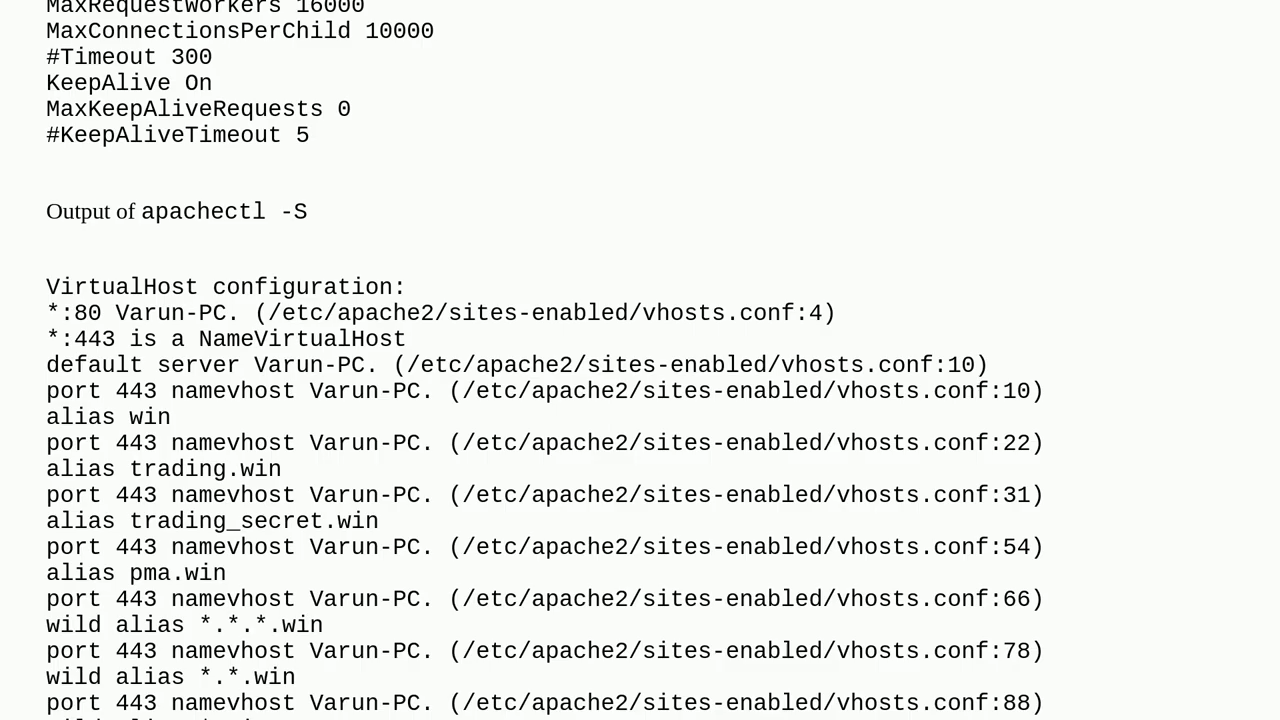 MaxRequestWorkers 16000
MaxConnectionsPerChild 10000
#Timeout 300
KeepAlive On
MaxKeepAliveRequests 0
#KeepAliveTimeout 5
Output of apachectl -S
VirtualHost configuration:
*:80 Varun-PC. (/etc/apache2/sites-enabled/vhosts.conf:4)
*:443 is a NameVirtualHost
default server Varun-PC. (/etc/apache2/sites-enabled/vhosts.conf:10)
port 443 namevhost Varun-PC. (/etc/apache2/sites-enabled/vhosts.conf:10)
alias win
port 443 namevhost Varun-PC. (/etc/apache2/sites-enabled/vhosts.conf:22)
alias trading.win
port 443 namevhost Varun-PC. (/etc/apache2/sites-enabled/vhosts.conf:31)
alias trading_secret.win
port 443 namevhost Varun-PC. (/etc/apache2/sites-enabled/vhosts.conf:54)
alias pma.win
port 443 namevhost Varun-PC. (/etc/apache2/sites-enabled/vhosts.conf:66)
wild alias *.*.*.win
port 443 namevhost Varun-PC. (/etc/apache2/sites-enabled/vhosts.conf:78)
wild alias *.*.win
port 443 namevhost Varun-PC. (/etc/apache2/sites-enabled/vhosts.conf:88)